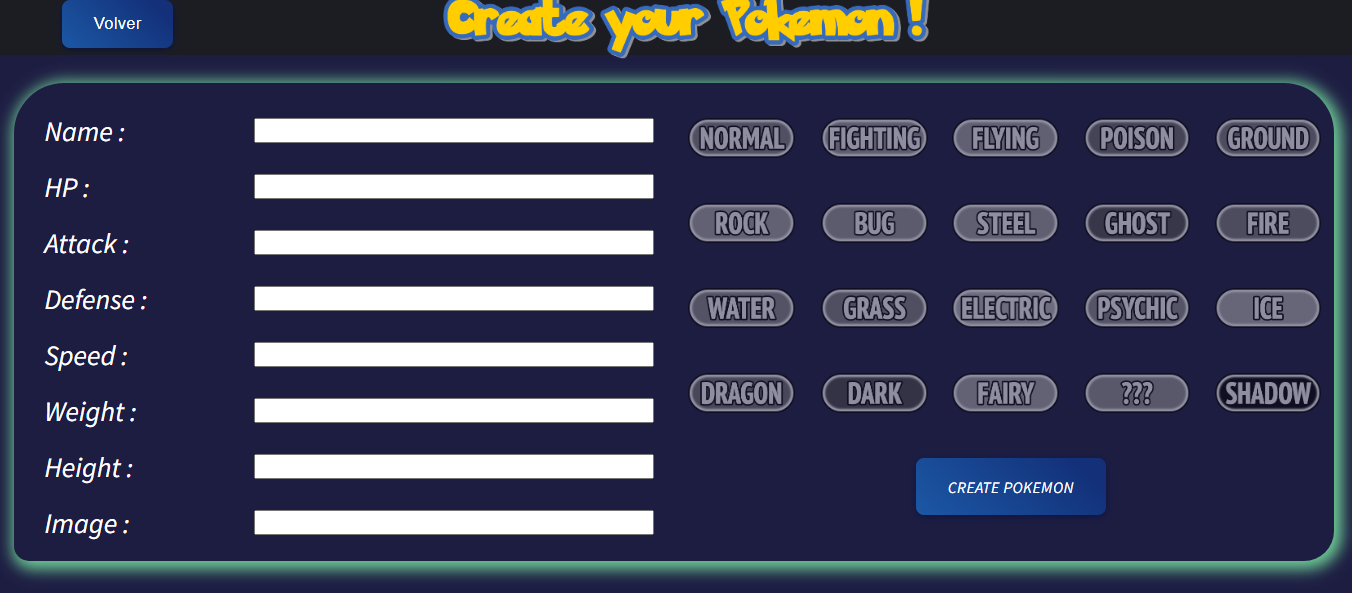 Volver
Create your Pokemon !
Name :
HP :
Attack :
Defense :
Speed :
Weight :
Height :
Image :
NORMAL FIGHTING FLYING POISON GROUND
ROCK BUG STEEL GHOST FIRE
WATER GRASS ELECTRIC PSYCHIC ICE
DRAGON DARK FAIRY ??? SHADOW
CREATE POKEMON